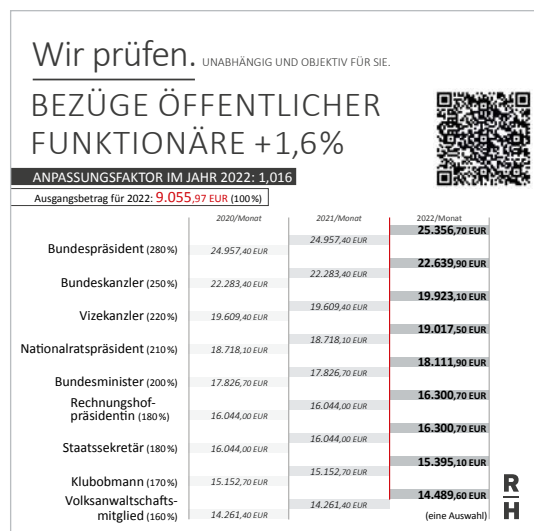 Wir prüfen. UNABHÄNGIG UND OBJEKTIV FÜR SIE.
BEZÜGE ÖFFENTLICHER
FUNKTIONÄRE +1,6%
ANPASSUNGSFAKTOR IM JAHR 2022: 1,016
Ausgangsbetrag für 2022: 9.055,97 EUR (100%)
2020/Monat 2021/Monat 2022/Monat
Bundespräsident (280%) 24.957,40 EUR 24.957,40 EUR 25.356,70 EUR
Bundeskanzler (250%) 22.283,40 EUR 22.283,40 EUR 22.639,90 EUR
Vizekanzler (220%) 19.609,40 EUR 19.609,40 EUR 19.923,10 EUR
Nationalratspräsident (210%) 18.718,10 EUR 18.718,10 EUR 19.017,50 EUR
Bundesminister (200%) 17.826,70 EUR 17.826,70 EUR 18.111,90 EUR
Rechnungshof-
präsidentin (180%) 16.044,00 EUR 16.044,00 EUR 16.300,70 EUR
Staatssekretär (180%) 16.044,00 EUR 16.044,00 EUR 16.300,70 EUR
Klubobmann (170%) 15.152,70 EUR 15.152,70 EUR 15.395,10 EUR
Volksanwaltschafts-
mitglied (160%) 14.261,40 EUR 14.261,40 EUR 14.489,60 EUR
(eine Auswahl)
R
H